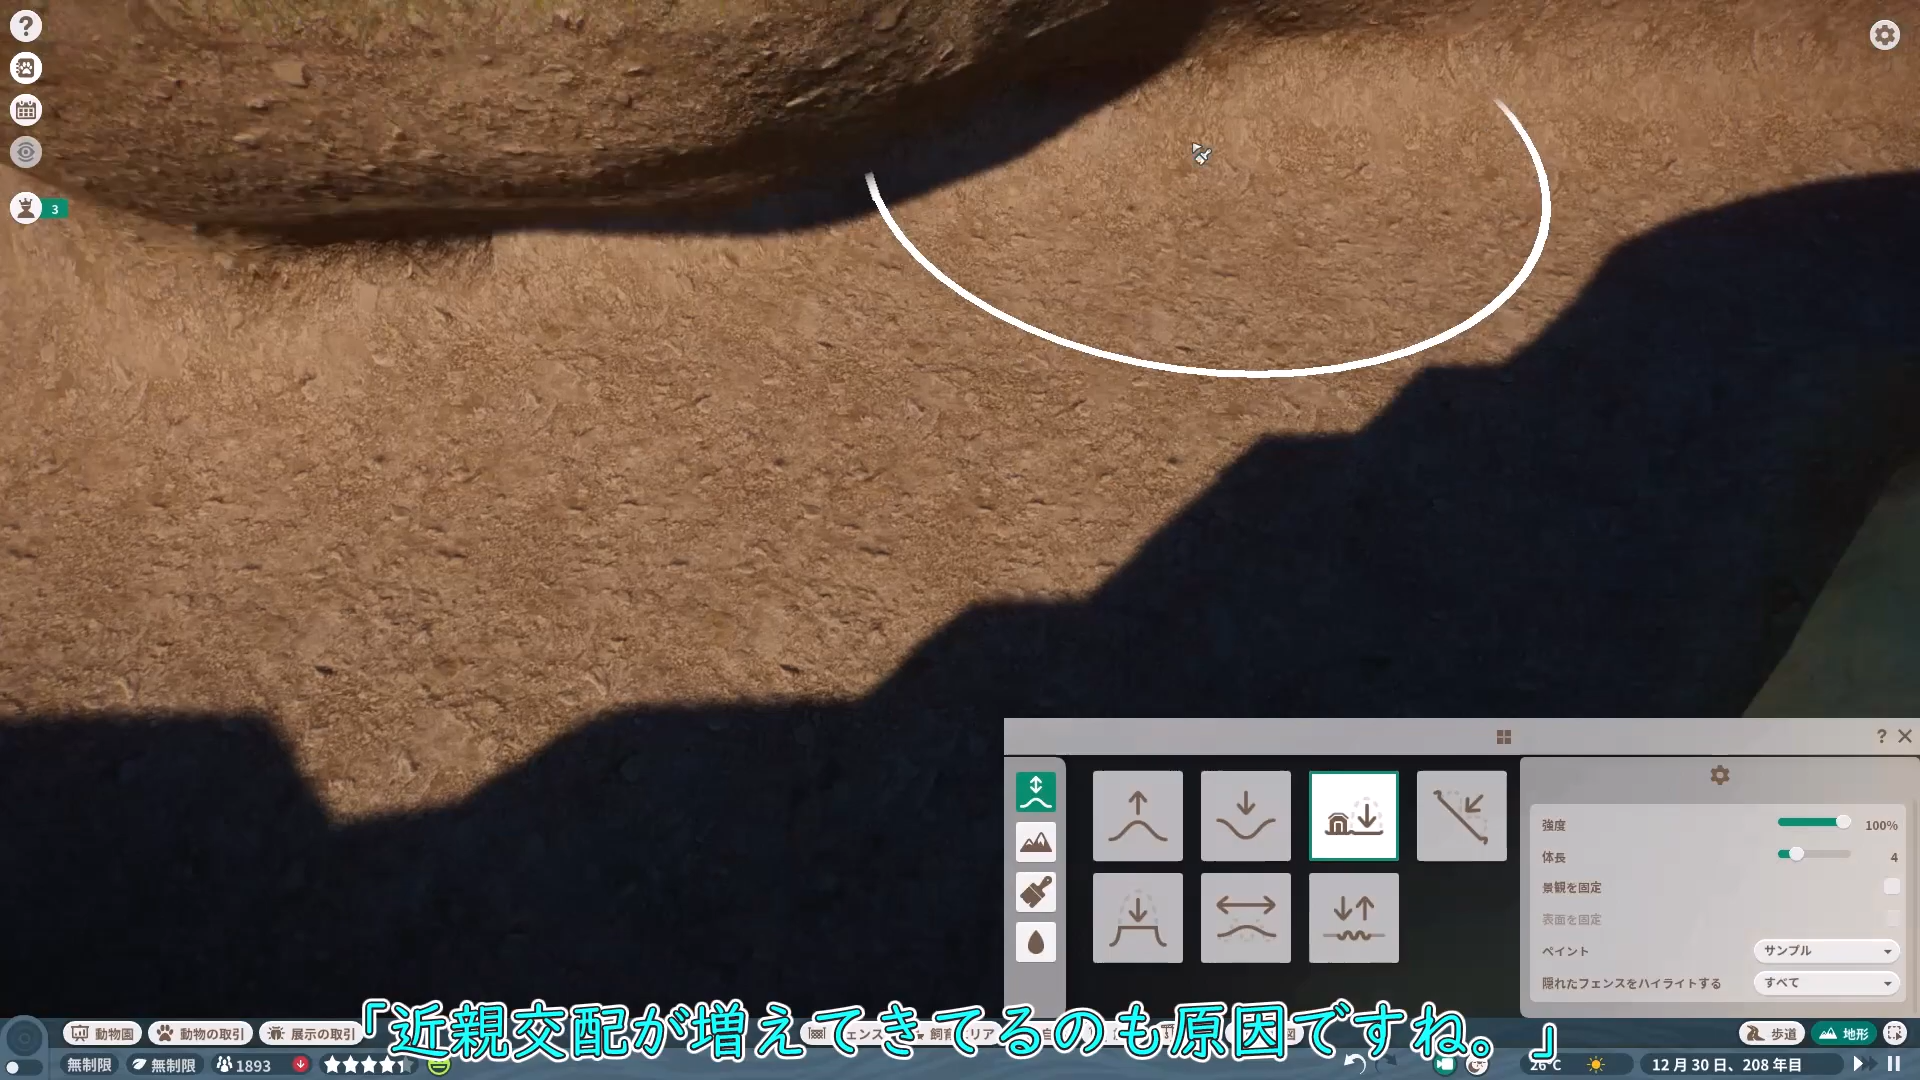 ?
3
? ×
強度 100%
体長 4
景観を固定
表面を固定
ペイント サンプル
隠れたフェンスをハイライトする すべて
動物園 動物の取引 展示の取引 歩道 地形
「近親交配が増えてきてるのも原因ですね。」
無制限 無制限 1893 26°C 12月30日、208年目